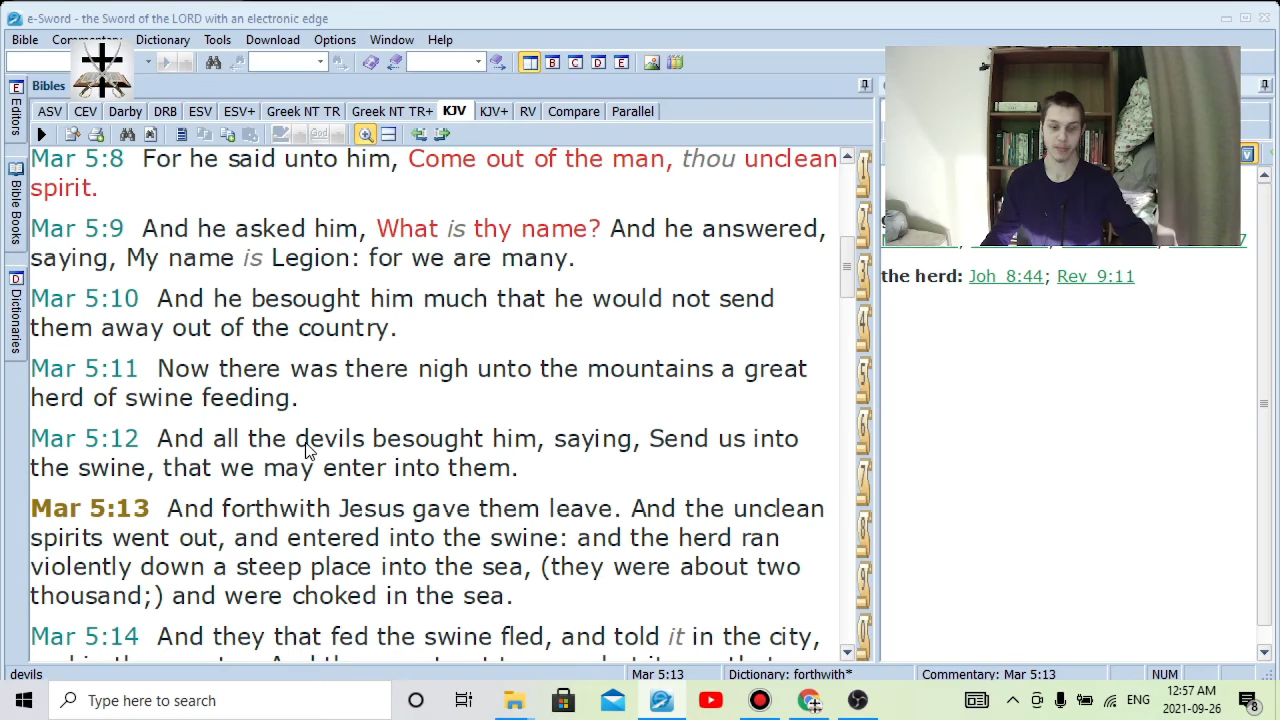 e-Sword - the Sword of the LORD with an electronic edge
Bible Commentary Dictionary Tools Download Options Window Help
Bibles
ASV CEV Darby DRB ESV ESV+ Greek NT TR Greek NT TR+ KJV KJV+ RV Compare Parallel
Editors
Bible Books
Dictionaries
Mar 5:8 For he said unto him, Come out of the man, thou unclean
spirit.
Mar 5:9 And he asked him, What is thy name? And he answered,
saying, My name is Legion: for we are many.
Mar 5:10 And he besought him much that he would not send
them away out of the country.
Mar 5:11 Now there was there nigh unto the mountains a great
herd of swine feeding.
Mar 5:12 And all the devils besought him, saying, Send us into
the swine, that we may enter into them.
Mar 5:13 And forthwith Jesus gave them leave. And the unclean
spirits went out, and entered into the swine: and the herd ran
violently down a steep place into the sea, (they were about two
thousand;) and were choked in the sea.
Mar 5:14 And they that fed the swine fled, and told it in the city,
the herd: Joh 8:44; Rev 9:11
devils Mar 5:13 Dictionary: forthwith* Commentary: Mar 5:13 NUM
Type here to search
ENG
12:57 AM
2021-09-26
8